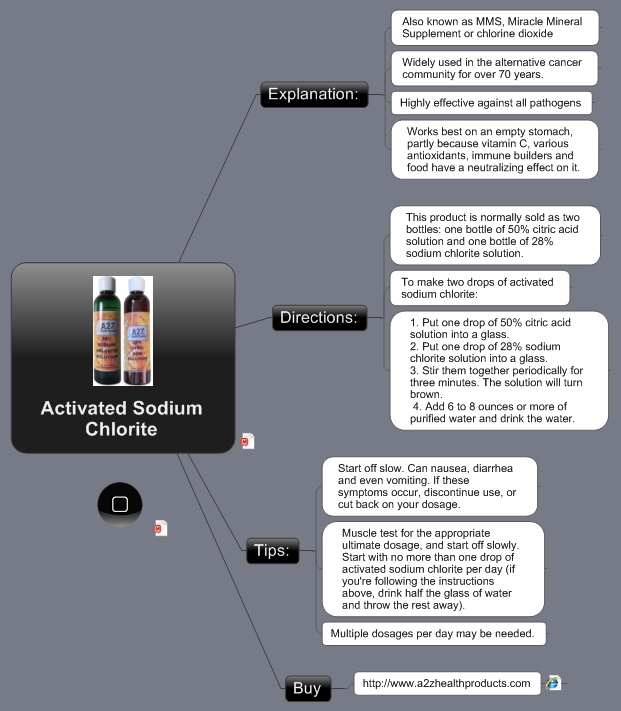 Also known as MMS, Miracle Mineral
Supplement or chlorine dioxide
Widely used in the alternative cancer
community for over 70 years.
Explanation:
Highly effective against all pathogens
Works best on an empty stomach,
partly because vitamin C, various
antioxidants, immune builders and
food have a neutralizing effect on it.
This product is normally sold as two
bottles: one bottle of 50% citric acid
solution and one bottle of 28%
sodium chlorite solution.
Directions:
To make two drops of activated
sodium chlorite:
1. Put one drop of 50% citric acid
solution into a glass.
2. Put one drop of 28% sodium
chlorite solution into a glass.
3. Stir them together periodically for
three minutes. The solution will turn
brown.
4. Add 6 to 8 ounces or more of
purified water and drink the water.
A2Z
A2Z
Activated Sodium
Chlorite
Start off slow. Can nausea, diarrhea
and even vomiting. If these
symptoms occur, discontinue use, or
cut back on your dosage.
Tips:
Muscle test for the appropriate
ultimate dosage, and start off slowly.
Start with no more than one drop of
activated sodium chlorite per day (if
you're following the instructions
above, drink half the glass of water
and throw the rest away).
Multiple dosages per day may be needed.
Buy
http://www.a2zhealthproducts.com